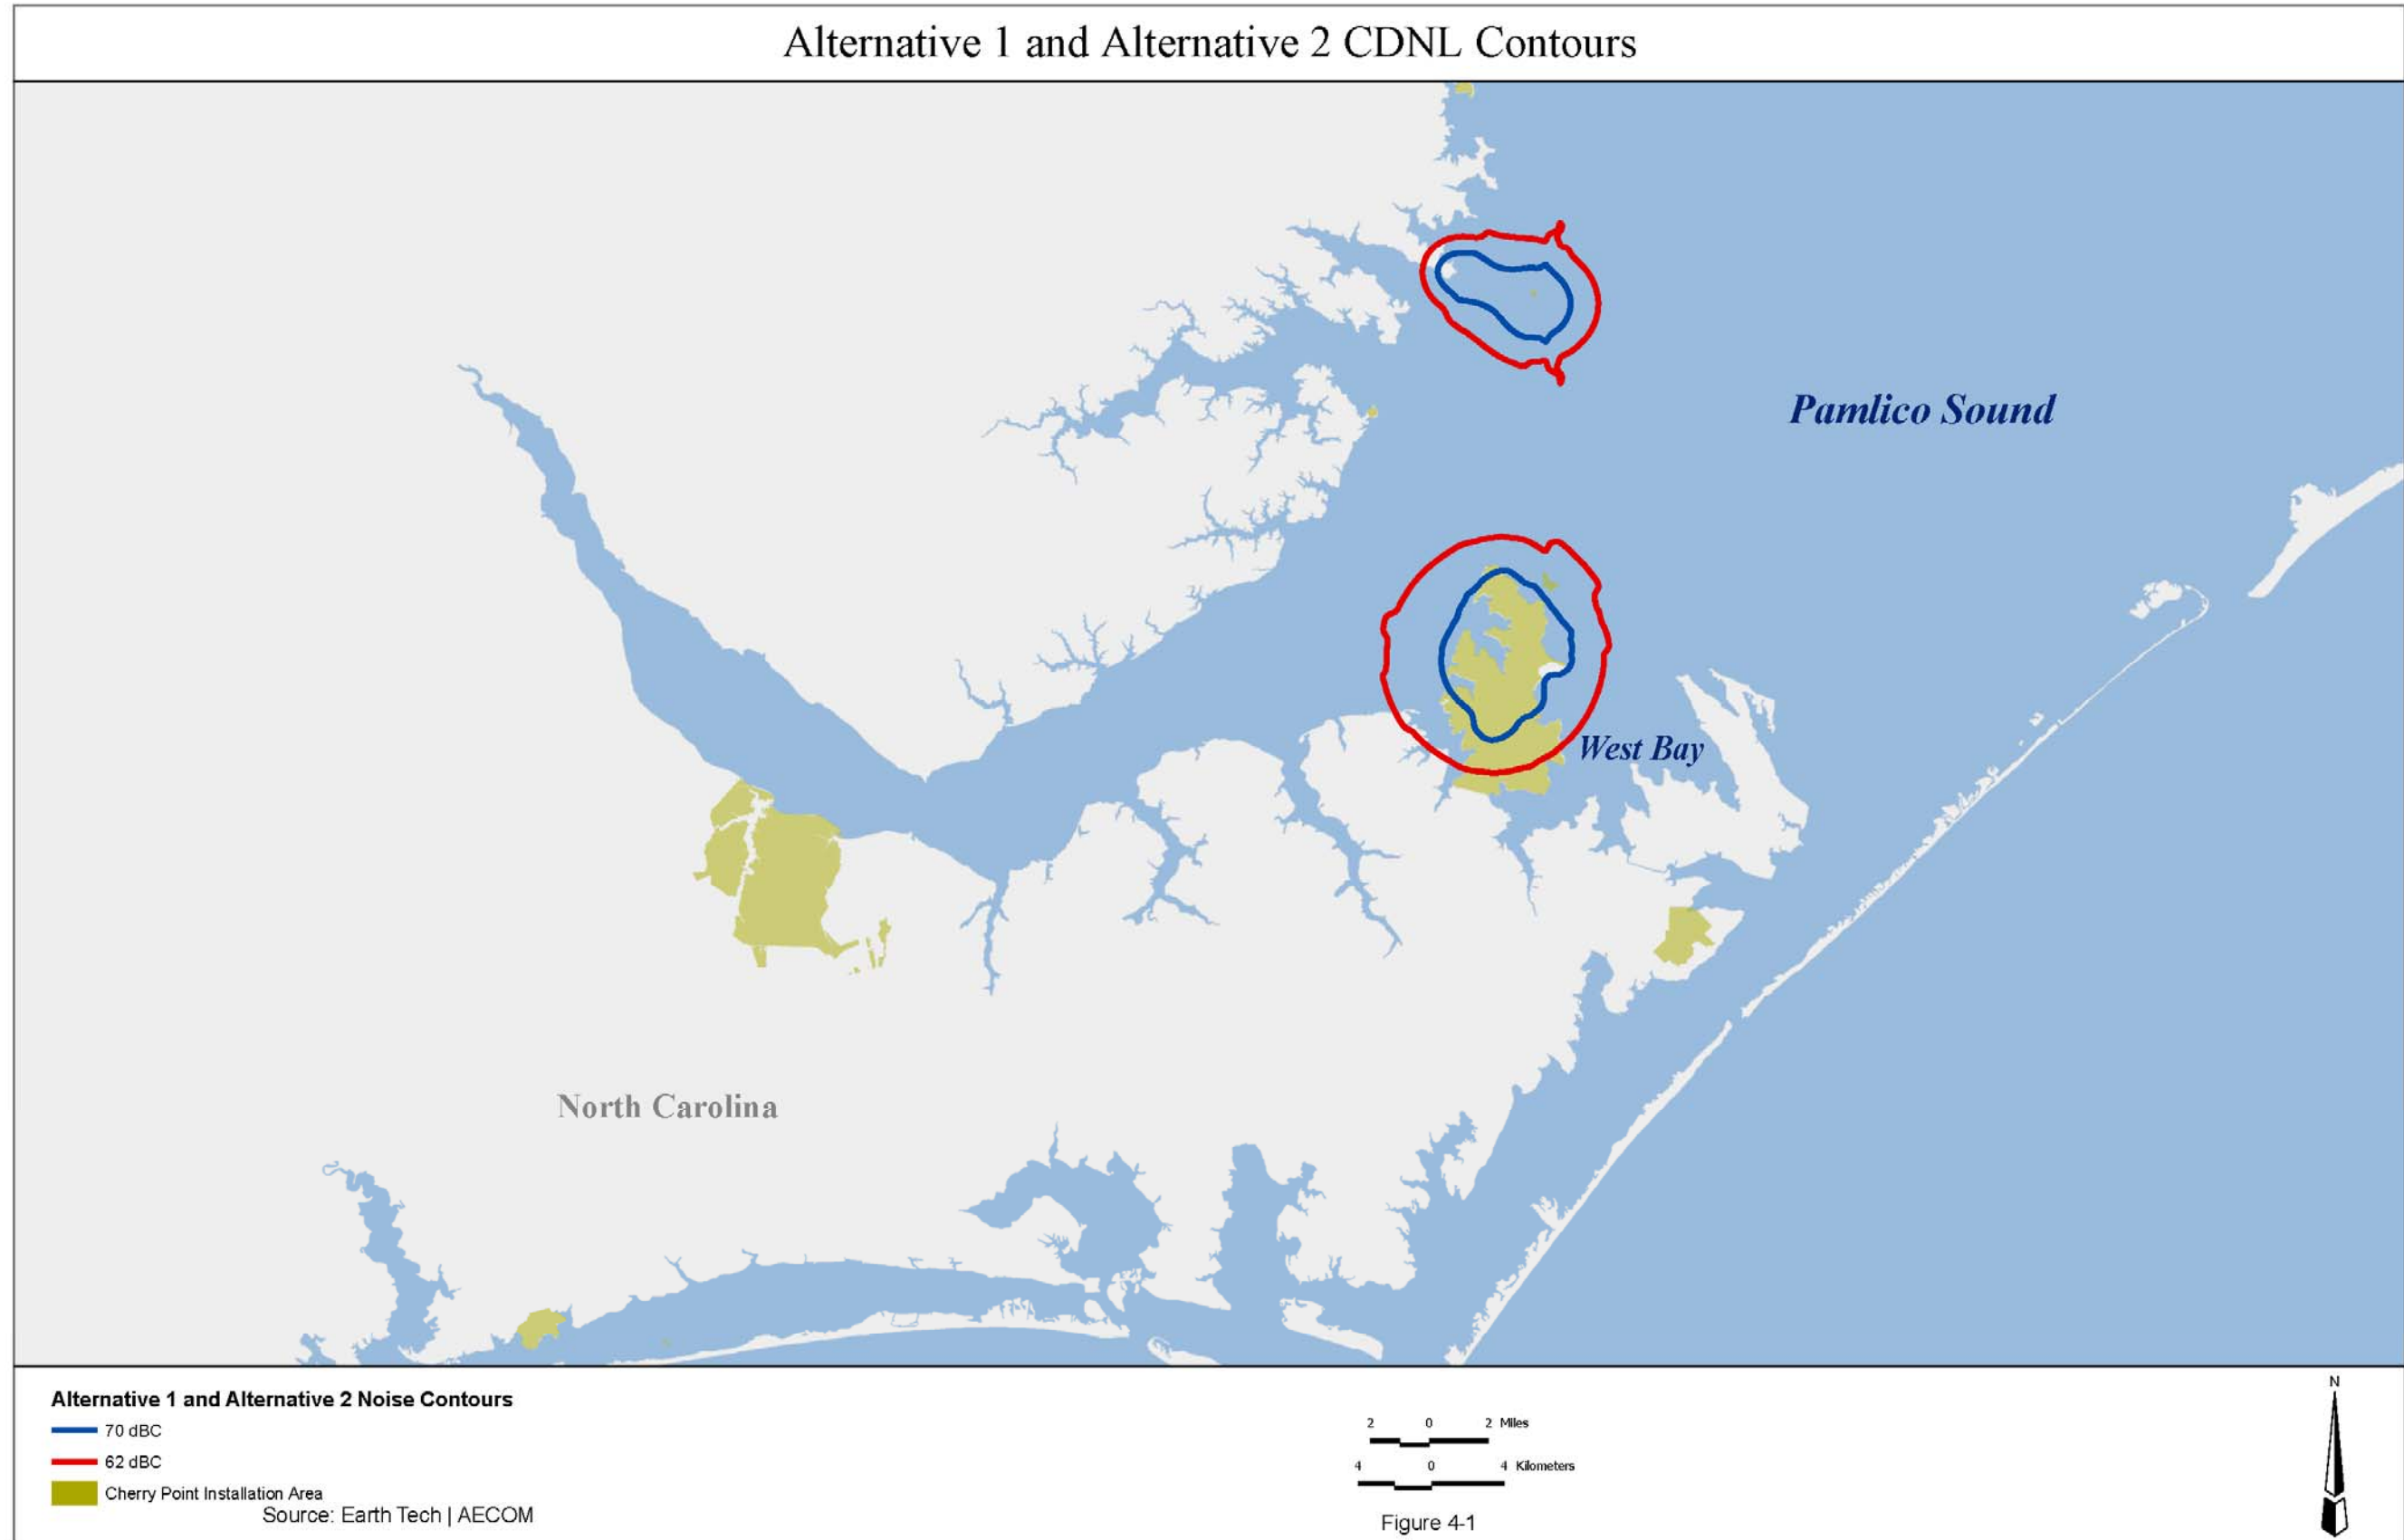 Alternative 1 and Alternative 2 CDNL Contours
Pamlico Sound
West Bay
North Carolina
Alternative 1 and Alternative 2 Noise Contours
70 dBC
62 dBC
Cherry Point Installation Area
Source: Earth Tech | AECOM
2 0 2 Miles
4 0 4 Kilometers
Figure 4-1
N